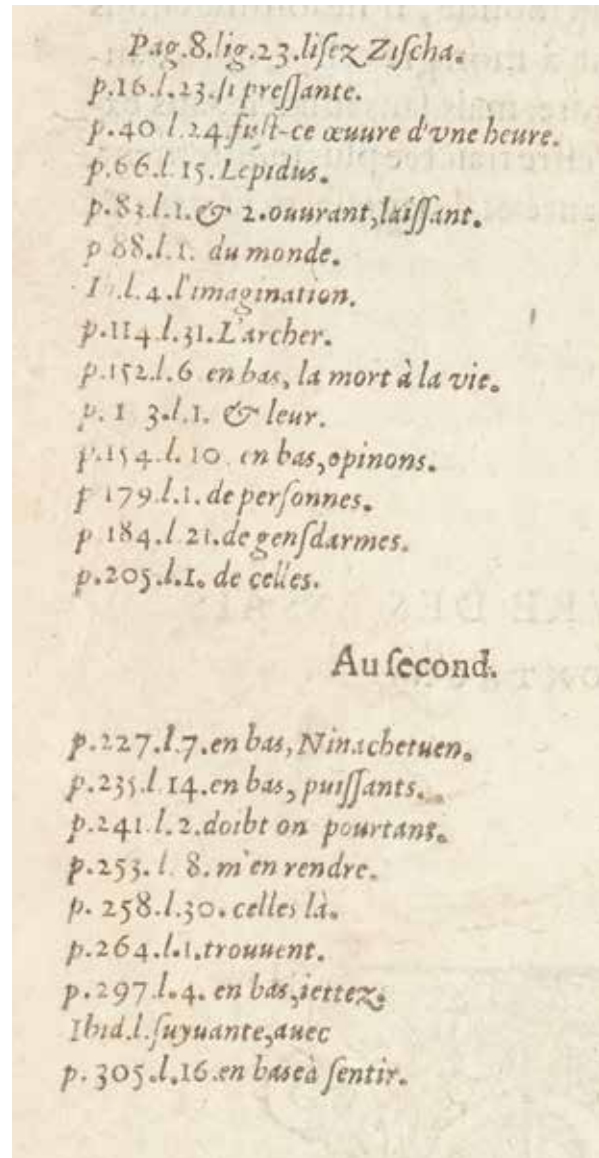 Pag.8.lig.23.liſez Ziſcha.
p.16.l.23.ſi preſſante.
p.40 l.24 fuſt-ce œuure d'vne heure.
p.66.l.15.Lepidus.
p.83.l.1.& 2.ouurant,laiſſant.
p 88.l.1. du monde.
Ib.l.4.l'imagination.
p.114.l.31.L'archer.
p.152.l.6 en bas, la mort à la vie.
p. 1 3.l.1. & leur.
p.154.l.10. en bas,opinons.
p 179.l.1.de perſonnes.
p 184.l 21.de genſdarmes.
p.205.l.1. de celles.
Au ſecond.
p.227.l.7.en bas,Ninachetuen.
p.235.l 14.en bas, puiſſants.
p.241.l.2.doibt on pourtant.
p.253.l. 8.m'en rendre.
p. 258.l.30.celles là.
p.264.l.1.trouuent.
p.297.l.4. en bas,iettez.
Ibid.l.ſuyuante,auec
p. 305.l.16.en baseà ſentir.